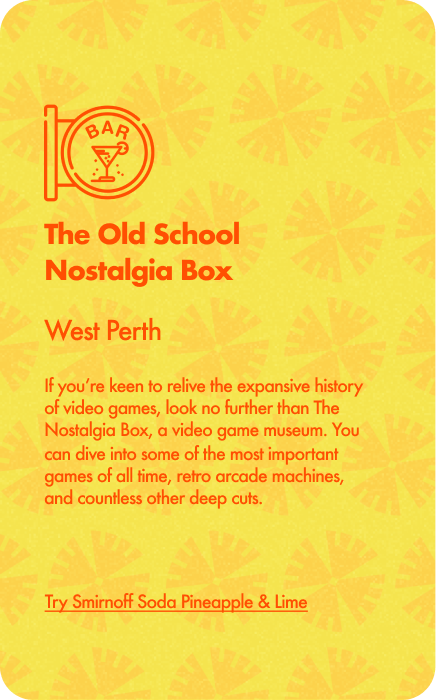 BAR
The Old School
Nostalgia Box
West Perth
If you're keen to relive the expansive history
of video games, look no further than The
Nostalgia Box, a video game museum. You
can dive into some of the most important
games of all time, retro arcade machines,
and countless other deep cuts.
Try Smirnoff Soda Pineapple & Lime